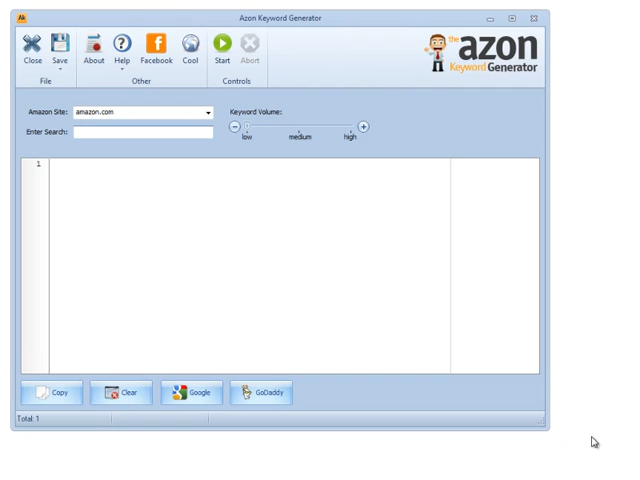 Ak Azon Keyword Generator
Close Save About Help Facebook Cool Start Abort
File Other Controls
the azon
Keyword Generator
Amazon Site: amazon.com Keyword Volume:
Enter Search: low medium high
1
Copy Clear Google GoDaddy
Total: 1